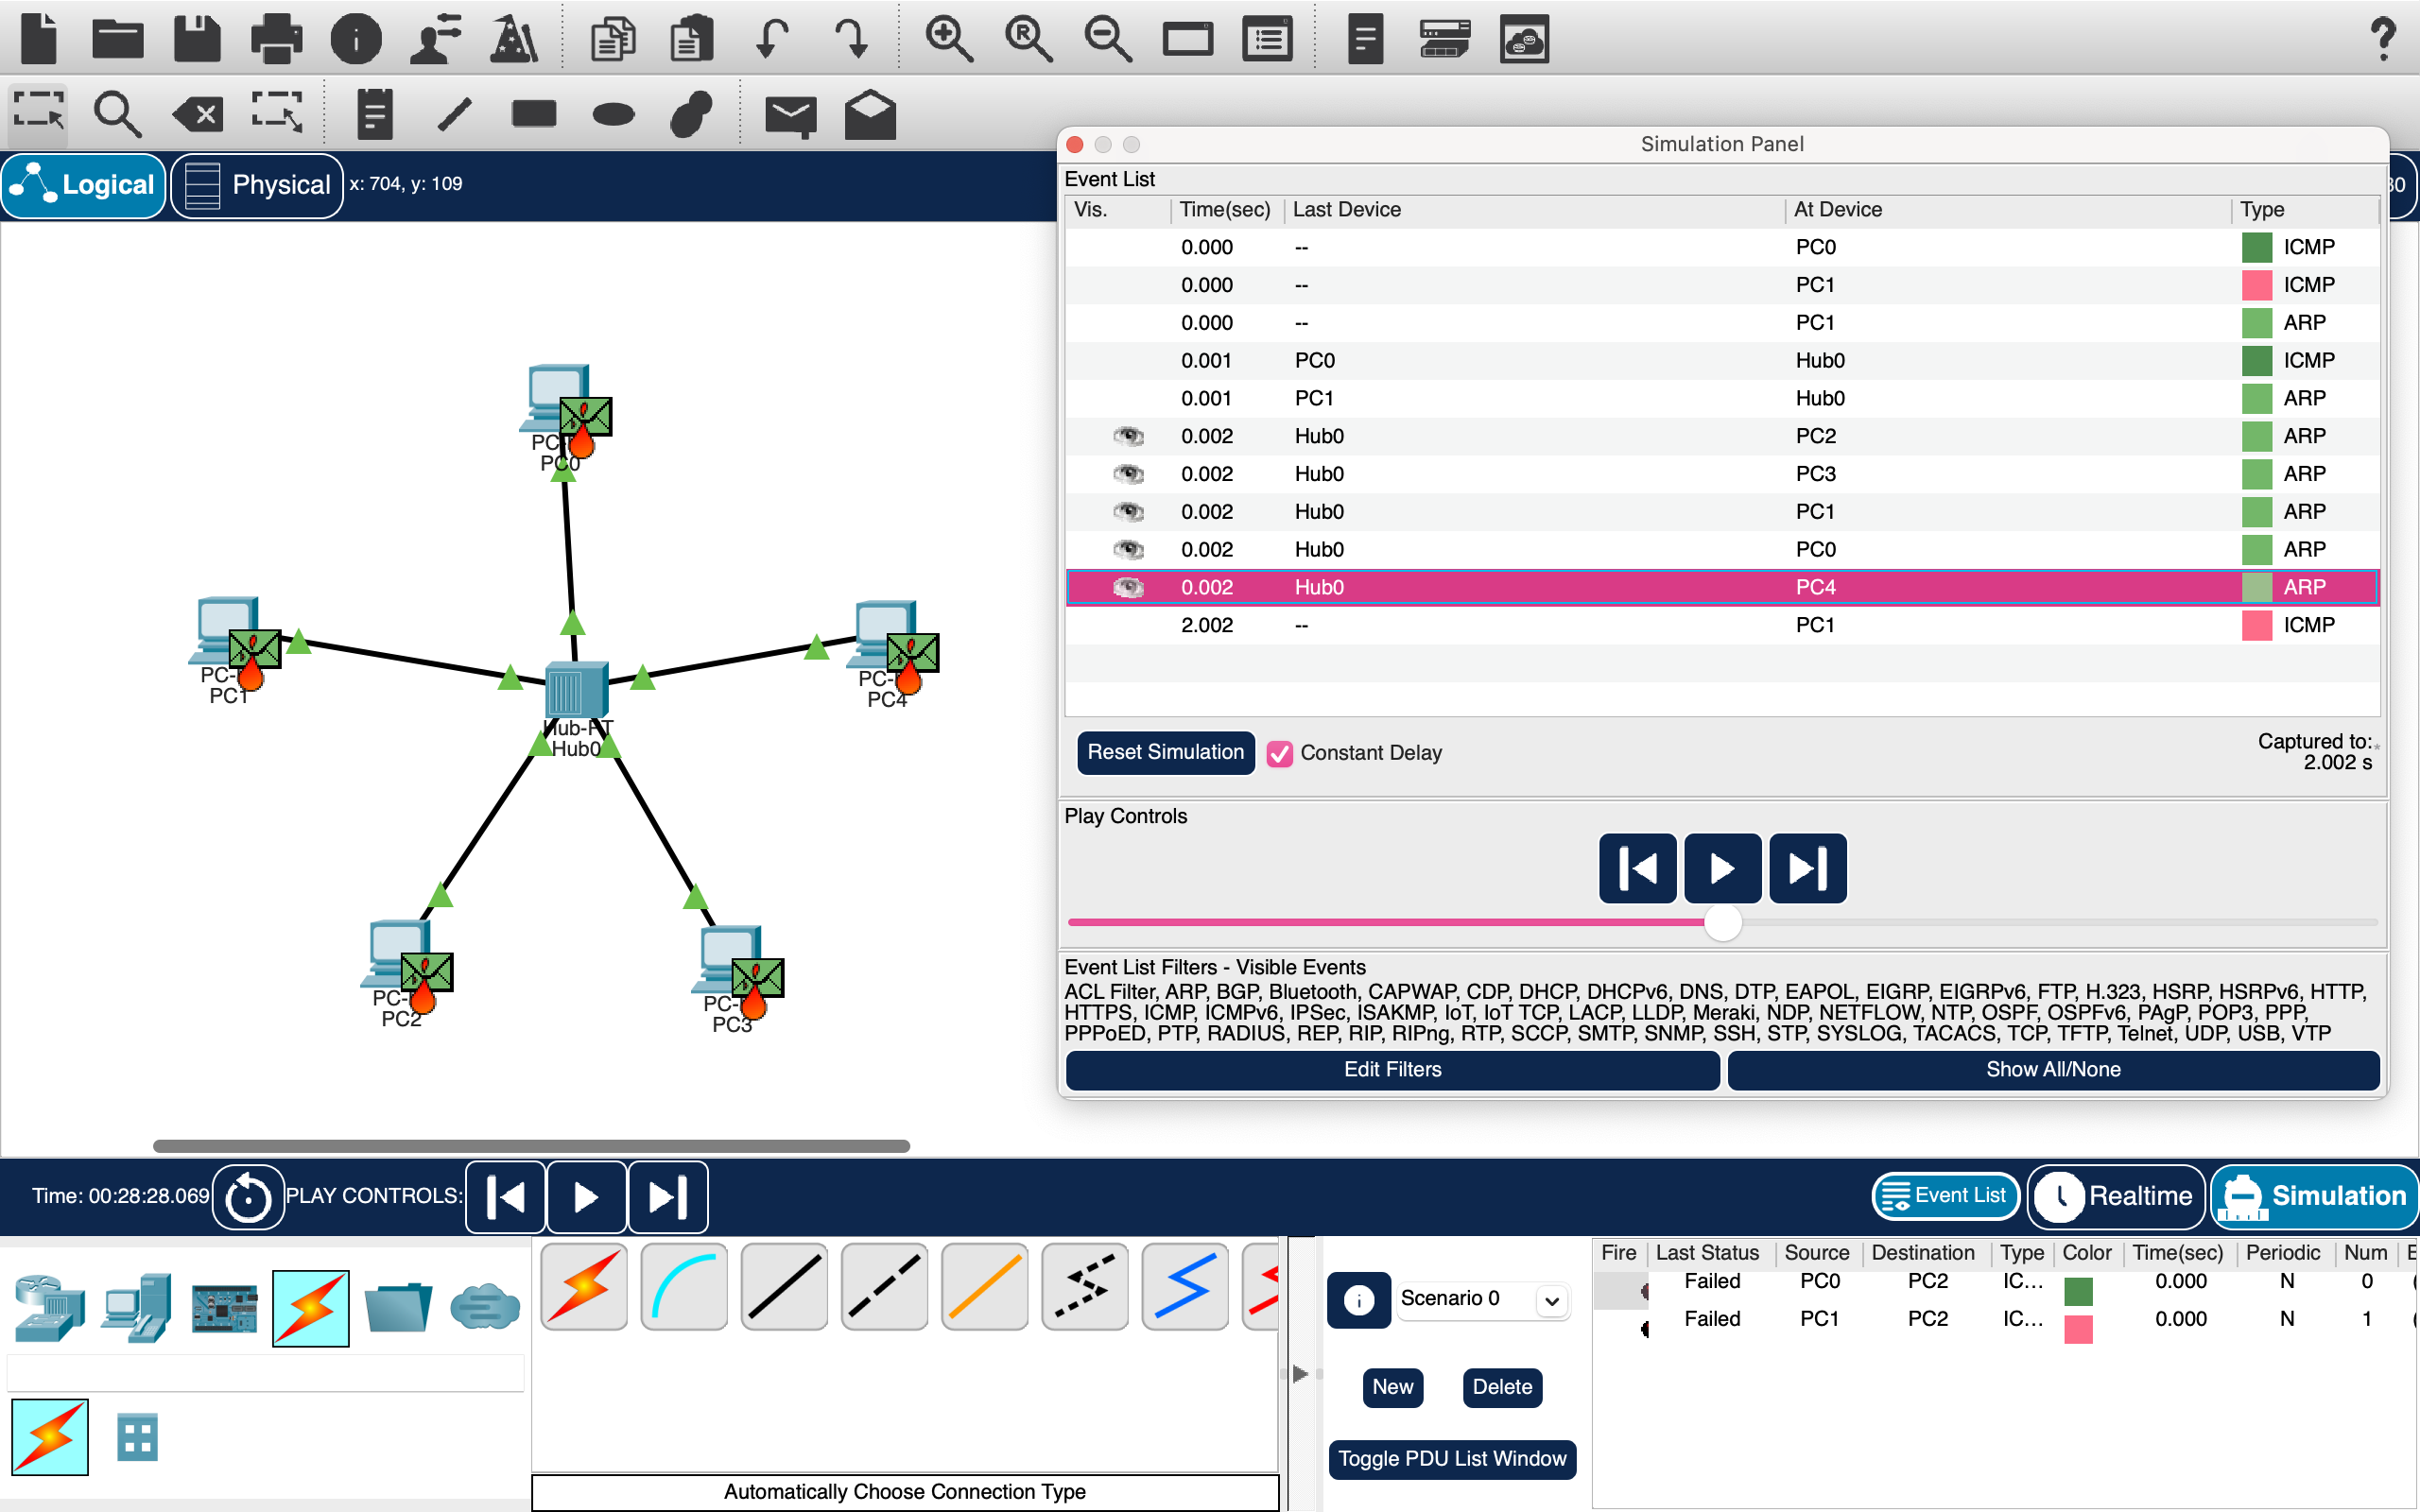 Logical
Physical
x: 704, y: 109
Simulation Panel
Event List
Vis. Time(sec) Last Device At Device Type
0.000 -- PC0 ICMP
0.000 -- PC1 ICMP
0.000 -- PC1 ARP
0.001 PC0 Hub0 ICMP
0.001 PC1 Hub0 ARP
0.002 Hub0 PC2 ARP
0.002 Hub0 PC3 ARP
0.002 Hub0 PC1 ARP
0.002 Hub0 PC0 ARP
0.002 Hub0 PC4 ARP
2.002 -- PC1 ICMP
Reset Simulation
Constant Delay
Captured to:
2.002 s
Play Controls
Event List Filters - Visible Events
ACL Filter, ARP, BGP, Bluetooth, CAPWAP, CDP, DHCP, DHCPv6, DNS, DTP, EAPOL, EIGRP, EIGRPv6, FTP, H.323, HSRP, HSRPv6, HTTP,
HTTPS, ICMP, ICMPv6, IPSec, ISAKMP, IoT, IoT TCP, LACP, LLDP, Meraki, NDP, NETFLOW, NTP, OSPF, OSPFv6, PAgP, POP3, PPP,
PPPoED, PTP, RADIUS, REP, RIP, RIPng, RTP, SCCP, SMTP, SNMP, SSH, STP, SYSLOG, TACACS, TCP, TFTP, Telnet, UDP, USB, VTP
Edit Filters
Show All/None
PC0
PC1
PC4
Hub-PT
Hub0
PC2
PC3
Time: 00:28:28.069
PLAY CONTROLS:
Event List
Realtime
Simulation
Automatically Choose Connection Type
Scenario 0
New
Delete
Toggle PDU List Window
Fire Last Status Source Destination Type Color Time(sec) Periodic Num
Failed PC0 PC2 IC... 0.000 N 0
Failed PC1 PC2 IC... 0.000 N 1